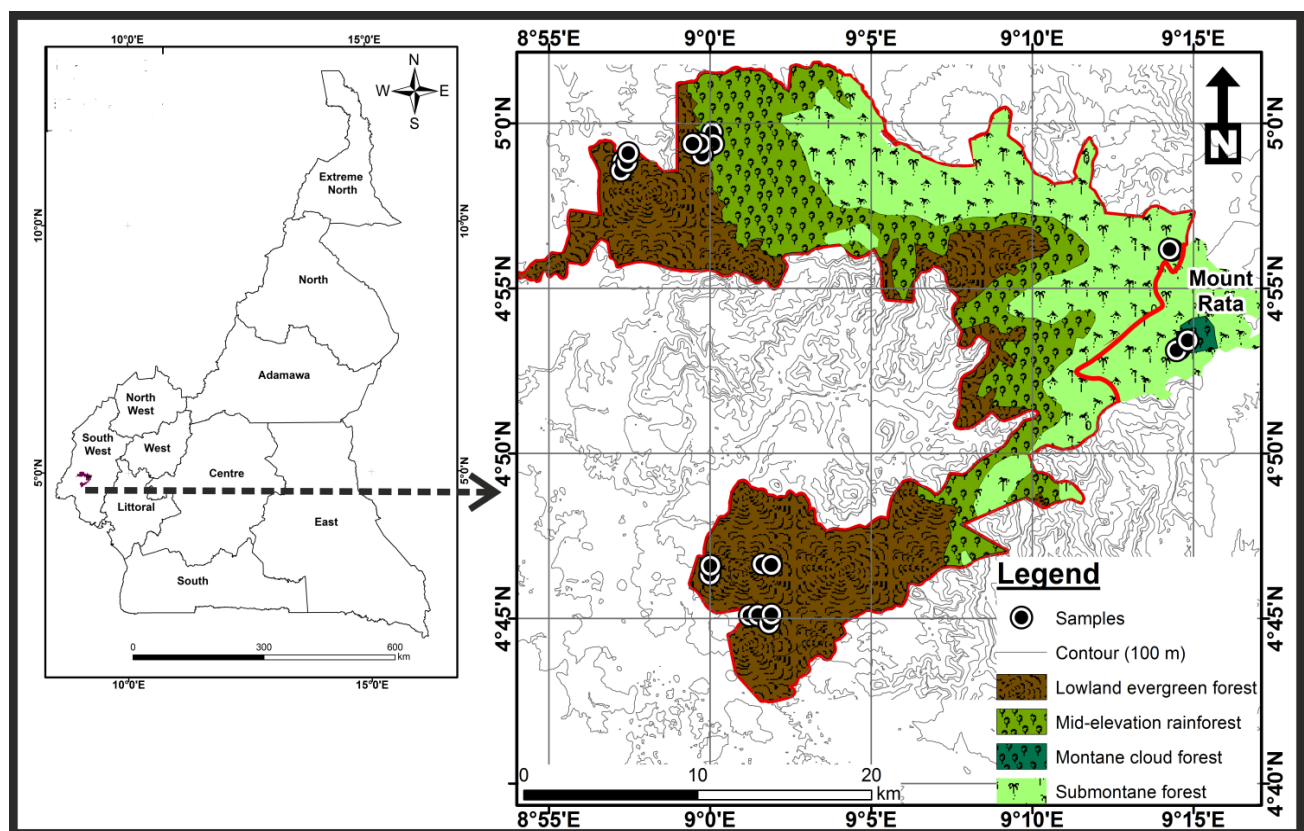 10°0'E 15°0'E
N
W E
S
Extreme
North
10°0'N
10°0'N
North
Adamawa
North
West
South
West
West
Centre
5°0'N
5°0'N
Littoral
East
South
0 300 600
km
10°0'E 15°0'E
8°55'E 9°0'E 9°5'E 9°10'E 9°15'E
N
5°0'N
5°0'N
4°55'N
4°55'N
Mount
Rata
4°50'N
4°50'N
4°45'N
4°45'N
4°40'N
4°40'N
Legend
Samples
Contour (100 m)
Lowland evergreen forest
Mid-elevation rainforest
Montane cloud forest
Submontane forest
0 10 20
km
8°55'E 9°0'E 9°5'E 9°10'E 9°15'E